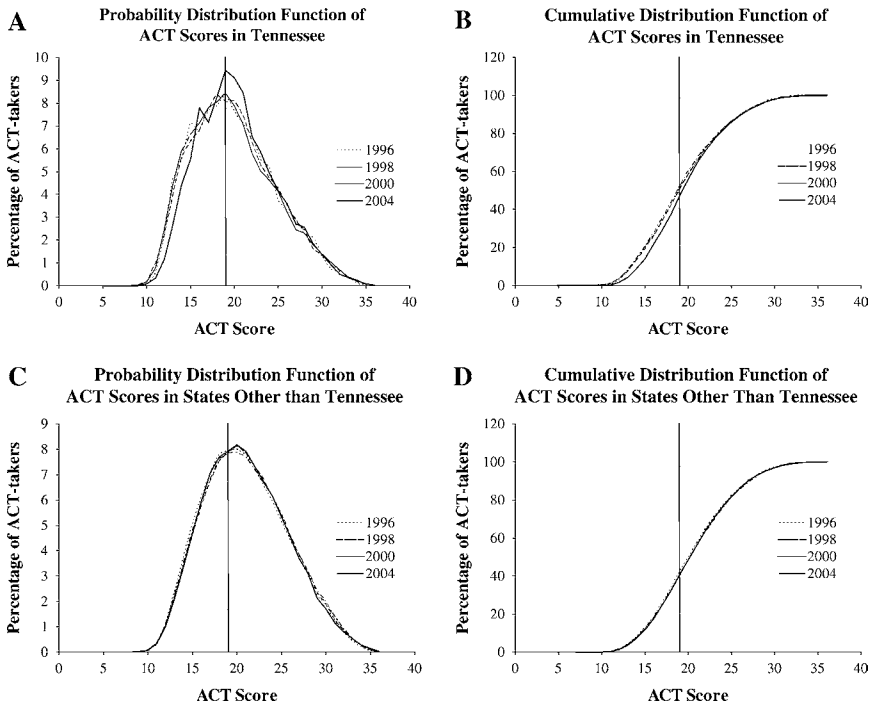 A
Probability Distribution Function of
ACT Scores in Tennessee
Percentage of ACT-takers
10
9
8
7
6
5
4
3
2
1
0
0 5 10 15 20 25 30 35 40
ACT Score
1996
1998
2000
2004
B
Cumulative Distribution Function of
ACT Scores in Tennessee
Percentage of ACT-takers
120
100
80
60
40
20
0
0 5 10 15 20 25 30 35 40
ACT Score
1996
1998
2000
2004
C
Probability Distribution Function of
ACT Scores in States Other than Tennessee
Percentage of ACT-takers
9
8
7
6
5
4
3
2
1
0
0 5 10 15 20 25 30 35 40
ACT Score
1996
1998
2000
2004
D
Cumulative Distribution Function of
ACT Scores in States Other Than Tennessee
Percentage of ACT-takers
120
100
80
60
40
20
0
0 5 10 15 20 25 30 35 40
ACT Score
1996
1998
2000
2004